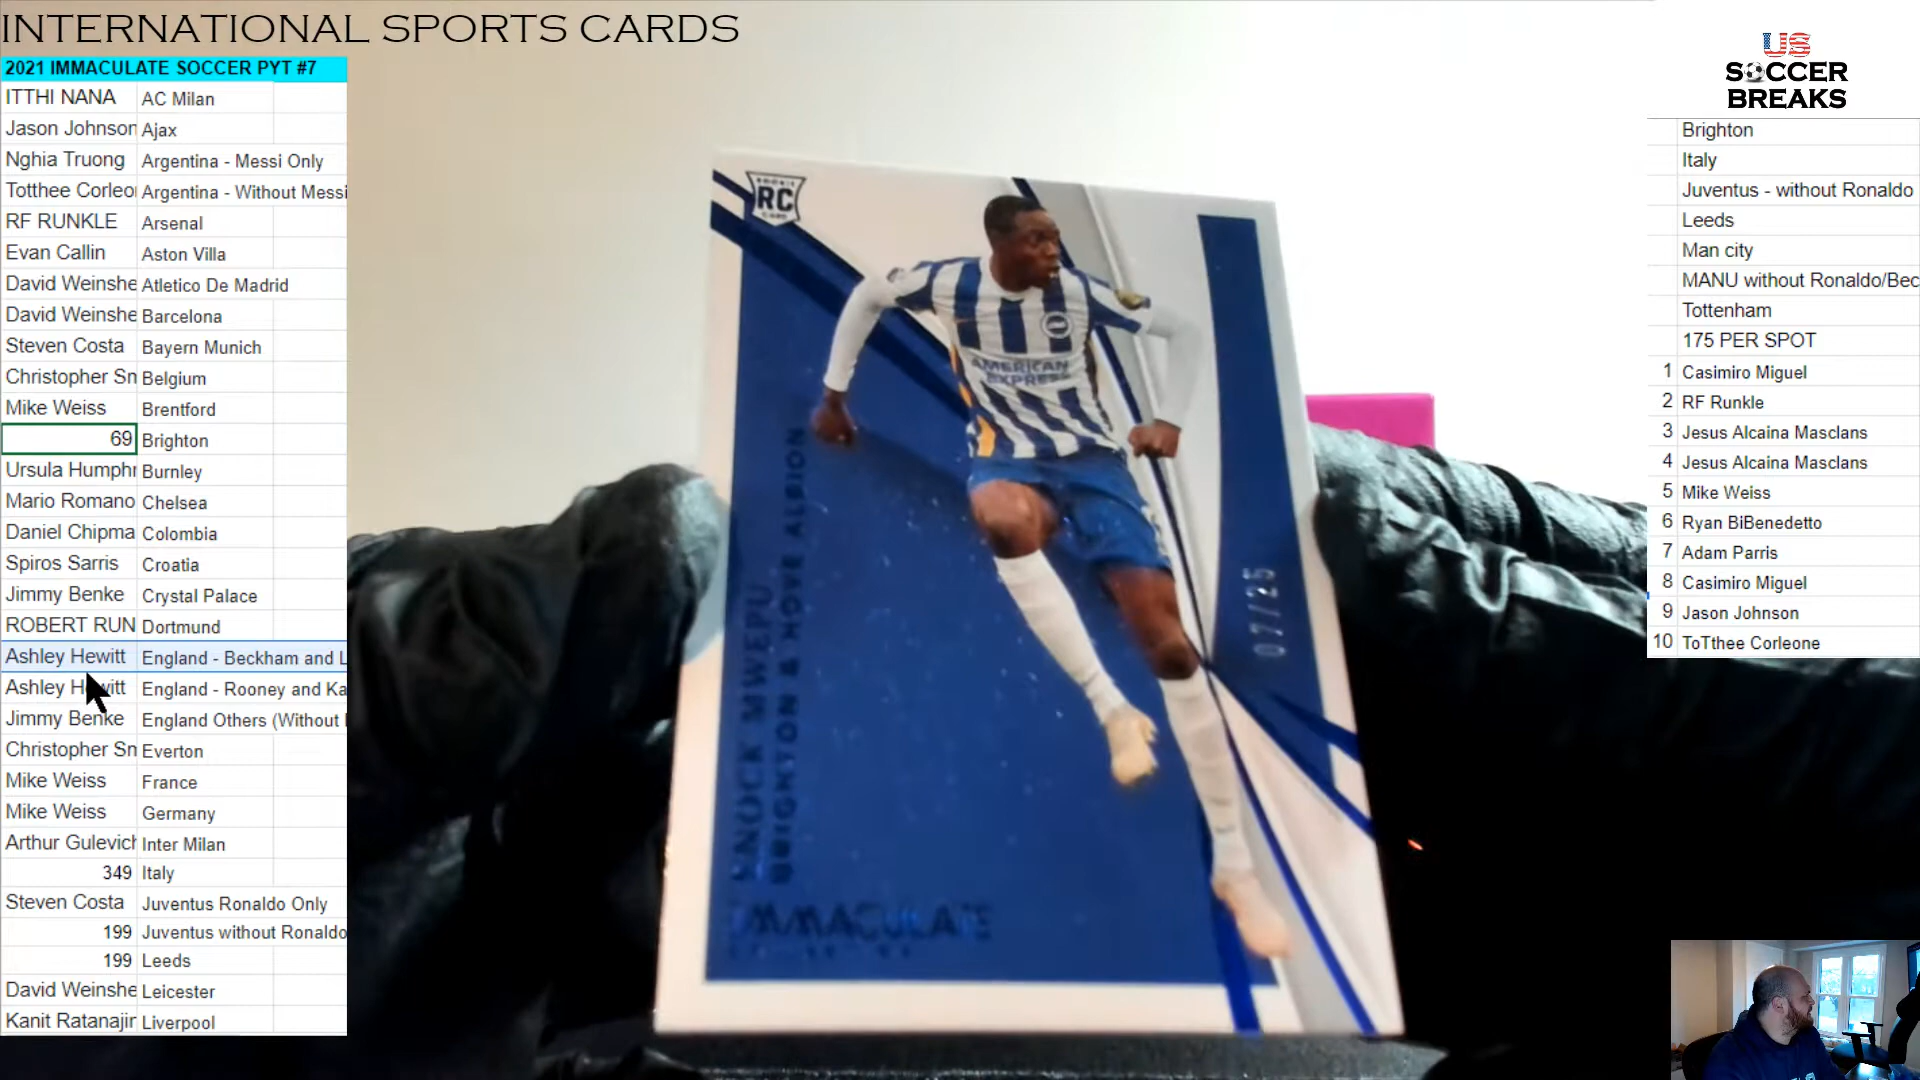 INTERNATIONAL SPORTS CARDS
2021 IMMACULATE SOCCER PYT #7
ITTHI NANA AC Milan
Jason Johnson Ajax
Nghia Truong Argentina - Messi Only
Totthee Corleo Argentina - Without Messi
RF RUNKLE Arsenal
Evan Callin Aston Villa
David Weinshe Atletico De Madrid
David Weinshe Barcelona
Steven Costa Bayern Munich
Christopher Sn Belgium
Mike Weiss Brentford
69 Brighton
Ursula Humphr Burnley
Mario Romano Chelsea
Daniel Chipma Colombia
Spiros Sarris Croatia
Jimmy Benke Crystal Palace
ROBERT RUN Dortmund
Ashley Hewitt England - Beckham and L
Ashley Hewitt England - Rooney and Ka
Jimmy Benke England Others (Without
Christopher Sn Everton
Mike Weiss France
Mike Weiss Germany
Arthur Gulevich Inter Milan
349 Italy
Steven Costa Juventus Ronaldo Only
199 Juventus without Ronaldo
199 Leeds
David Weinshe Leicester
Kanit Ratanajir Liverpool
RC
CARD
AMERICAN
EXPRESS
ENOCK MWEPU
BRIGHTON & HOVE ALBION
07/25
IMMACULATE
US
SOCCER
BREAKS
Brighton
Italy
Juventus - without Ronaldo
Leeds
Man city
MANU without Ronaldo/Bec
Tottenham
175 PER SPOT
1 Casimiro Miguel
2 RF Runkle
3 Jesus Alcaina Masclans
4 Jesus Alcaina Masclans
5 Mike Weiss
6 Ryan BiBenedetto
7 Adam Parris
8 Casimiro Miguel
9 Jason Johnson
10 ToTthee Corleone